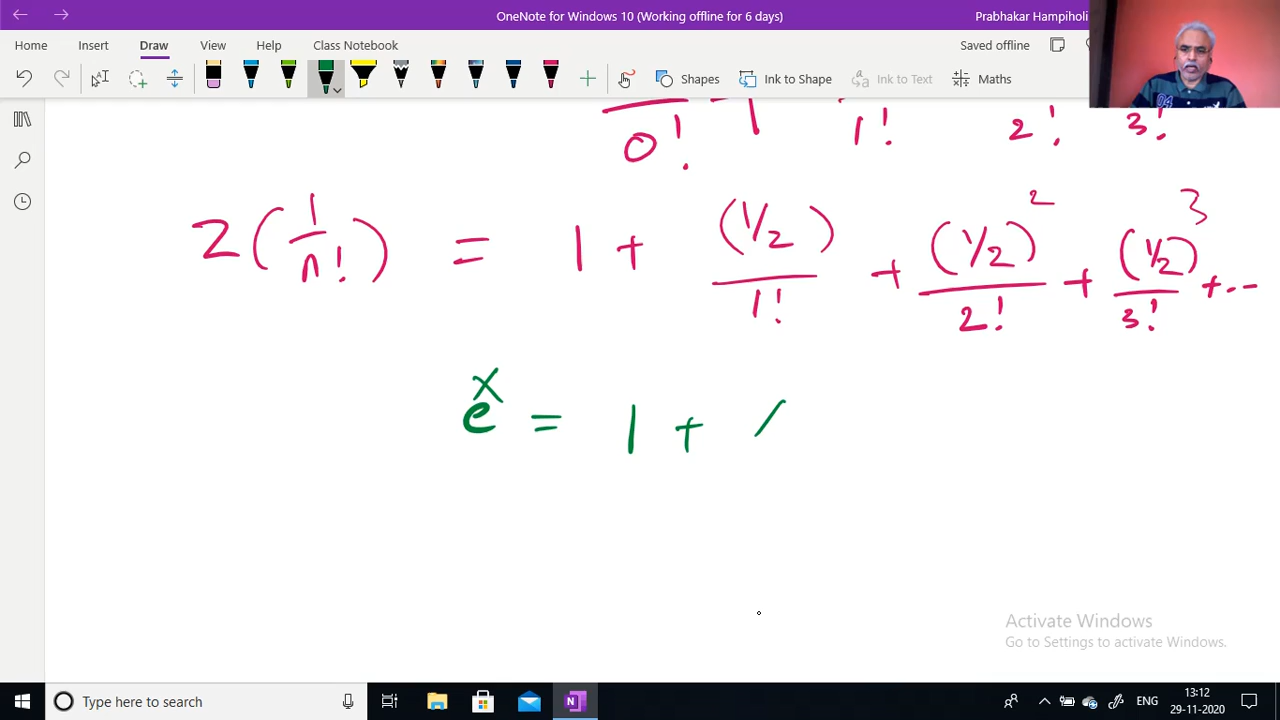 OneNote for Windows 10 (Working offline for 6 days)
Prabhakar Hampiholi
Home Insert Draw View Help Class Notebook
Saved offline
Shapes Ink to Shape Ink to Text Maths
04
0! 1 1! 2! 3!
2(1/n!) = 1 + (1/2)/1! + (1/2)²/2! + (1/2)³/3! + --
eˣ = 1 +
Activate Windows
Go to Settings to activate Windows.
Type here to search
ENG
13:12
29-11-2020